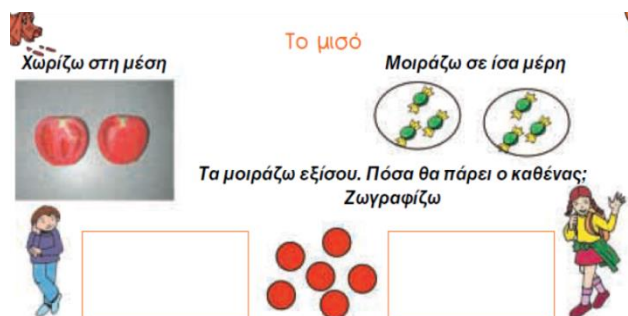 Το μισό
Χωρίζω στη μέση
Μοιράζω σε ίσα μέρη
Τα μοιράζω εξίσου. Πόσα θα πάρει ο καθένας;
Ζωγραφίζω